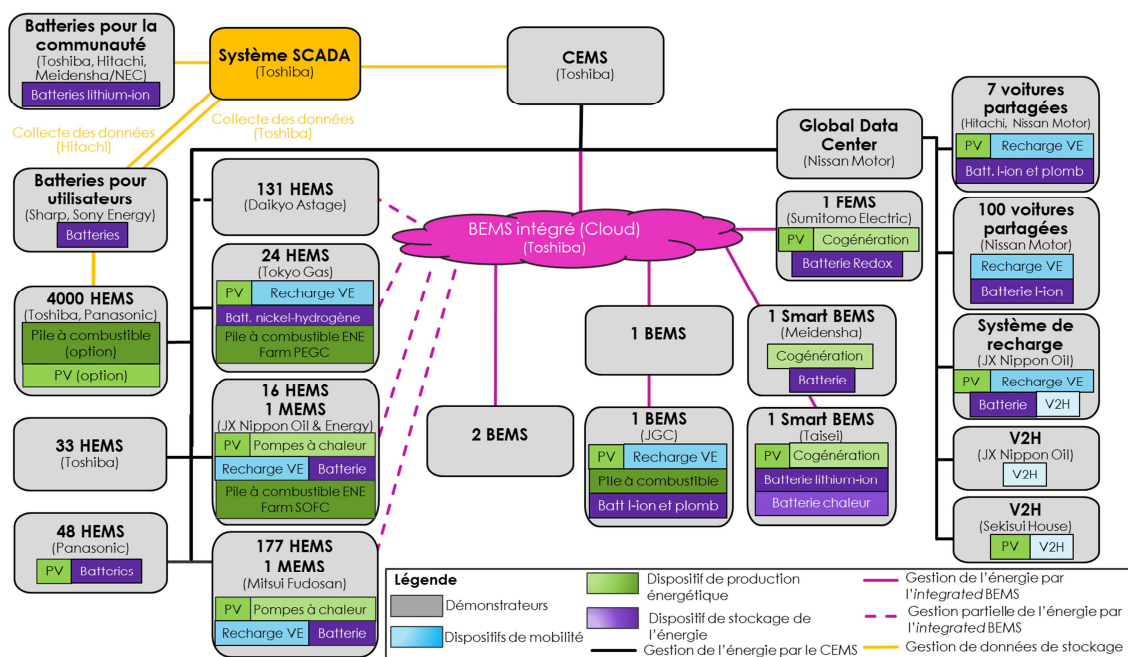 Batteries pour la
communauté
(Toshiba, Hitachi,
Meidensha/NEC)
Batteries lithium-ion
Système SCADA
(Toshiba)
CEMS
(Toshiba)
Collecte des données
(Hitachi)
Collecte des données
(Toshiba)
Batteries pour
utilisateurs
(Sharp, Sony Energy)
Batteries
4000 HEMS
(Toshiba, Panasonic)
Pile à combustible
(option)
PV (option)
33 HEMS
(Toshiba)
48 HEMS
(Panasonic)
PV
Batteries
131 HEMS
(Daikyo Astage)
24 HEMS
(Tokyo Gas)
PV
Recharge VE
Batt. nickel-hydrogène
Pile à combustible ENE
Farm PEGC
16 HEMS
1 MEMS
(JX Nippon Oil & Energy)
PV
Pompes à chaleur
Recharge VE
Batterie
Pile à combustible ENE
Farm SOFC
177 HEMS
1 MEMS
(Mitsui Fudosan)
PV
Pompes à chaleur
Recharge VE
Batterie
BEMS intégré (Cloud)
(Toshiba)
2 BEMS
1 BEMS
1 BEMS
(JGC)
PV
Recharge VE
Pile à combustible
Batt l-ion et plomb
1 FEMS
(Sumitomo Electric)
PV
Cogénération
Batterie Redox
1 Smart BEMS
(Meidensha)
Cogénération
Batterie
1 Smart BEMS
(Taisei)
PV
Cogénération
Batterie lithium-ion
Batterie chaleur
Global Data
Center
(Nissan Motor)
7 voitures
partagées
(Hitachi, Nissan Motor)
PV
Recharge VE
Batt. l-ion et plomb
100 voitures
partagées
(Nissan Motor)
Recharge VE
Batterie l-ion
Système de
recharge
(JX Nippon Oil)
PV
Recharge VE
Batterie
V2H
V2H
(JX Nippon Oil)
V2H
V2H
(Sekisui House)
PV
V2H
Légende
Démonstrateurs
Dispositifs de mobilité
Dispositif de production
énergétique
Dispositif de stockage de
l'énergie
Gestion de l'énergie par le CEMS
Gestion de l'énergie par
l'integrated BEMS
Gestion partielle de l'énergie par
l'integrated BEMS
Gestion de données de stockage